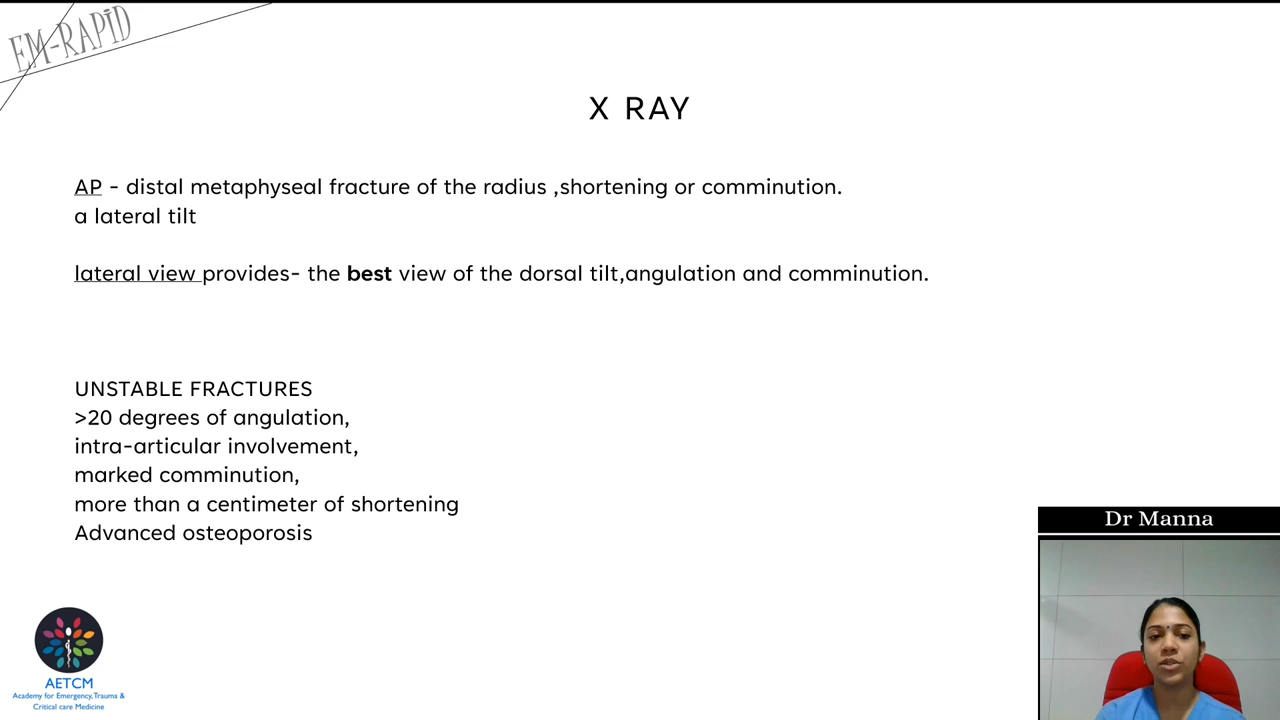 EM-RAPiD
X RAY
AP - distal metaphyseal fracture of the radius ,shortening or comminution.
a lateral tilt
lateral view provides- the best view of the dorsal tilt,angulation and comminution.
UNSTABLE FRACTURES
>20 degrees of angulation,
intra-articular involvement,
marked comminution,
more than a centimeter of shortening
Advanced osteoporosis
Dr Manna
AETCM
Academy for Emergency,Trauma &
Critical care Medicine